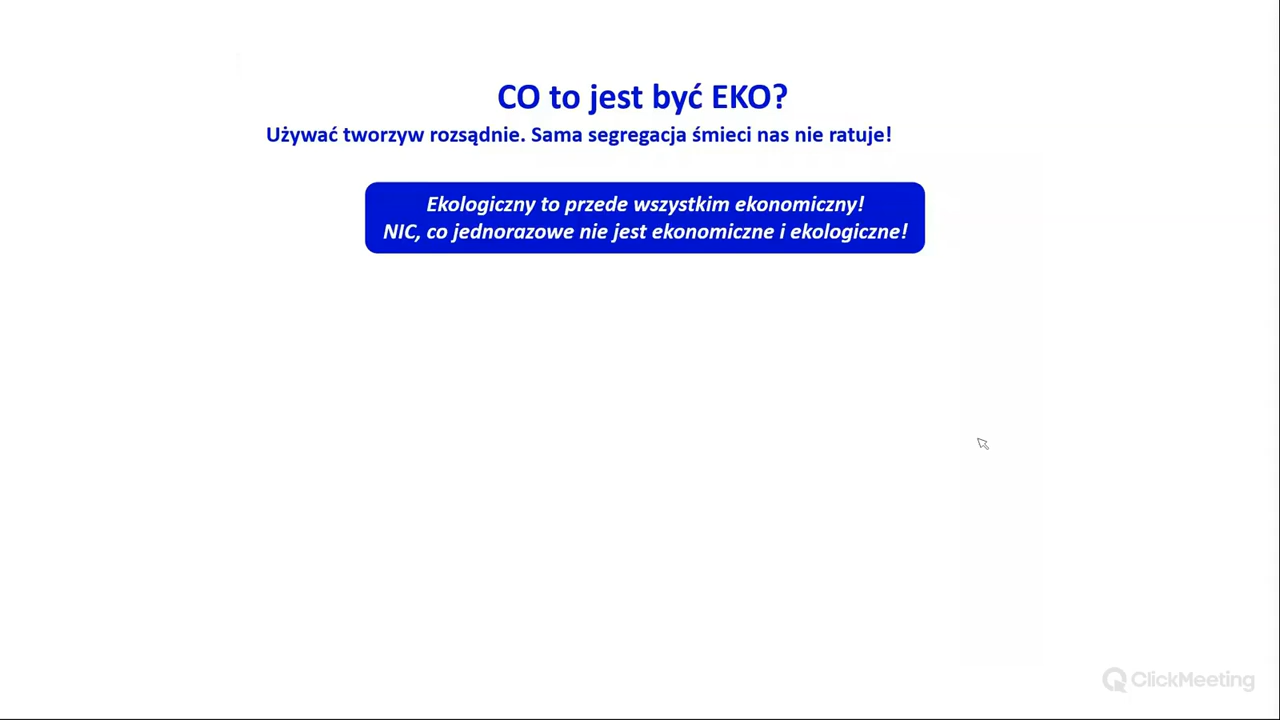 CO to jest być EKO?
Używać tworzyw rozsądnie. Sama segregacja śmieci nas nie ratuje!
Ekologiczny to przede wszystkim ekonomiczny!
NIC, co jednorazowe nie jest ekonomiczne i ekologiczne!
ClickMeeting